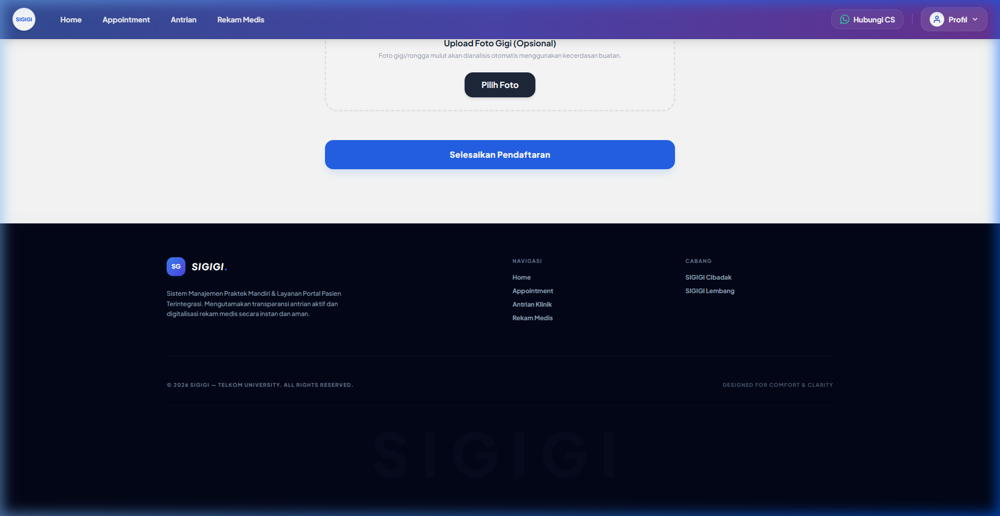 SIGIGI
Home
Appointment
Antrian
Rekam Medis
Hubungi CS
Profil
Upload Foto Gigi (Opsional)
Foto gigi/rongga mulut akan dianalisis otomatis menggunakan kecerdasan buatan.
Pilih Foto
Selesaikan Pendaftaran
SG
SIGIGI.
Sistem Manajemen Praktek Mandiri & Layanan Portal Pasien
Terintegrasi. Mengutamakan transparansi antrian aktif dan
digitalisasi rekam medis secara instan dan aman.
NAVIGASI
Home
Appointment
Antrian Klinik
Rekam Medis
CABANG
SIGIGI Cibadak
SIGIGI Lembang
© 2026 SIGIGI — TELKOM UNIVERSITY. ALL RIGHTS RESERVED.
DESIGNED FOR COMFORT & CLARITY
SIGIGI